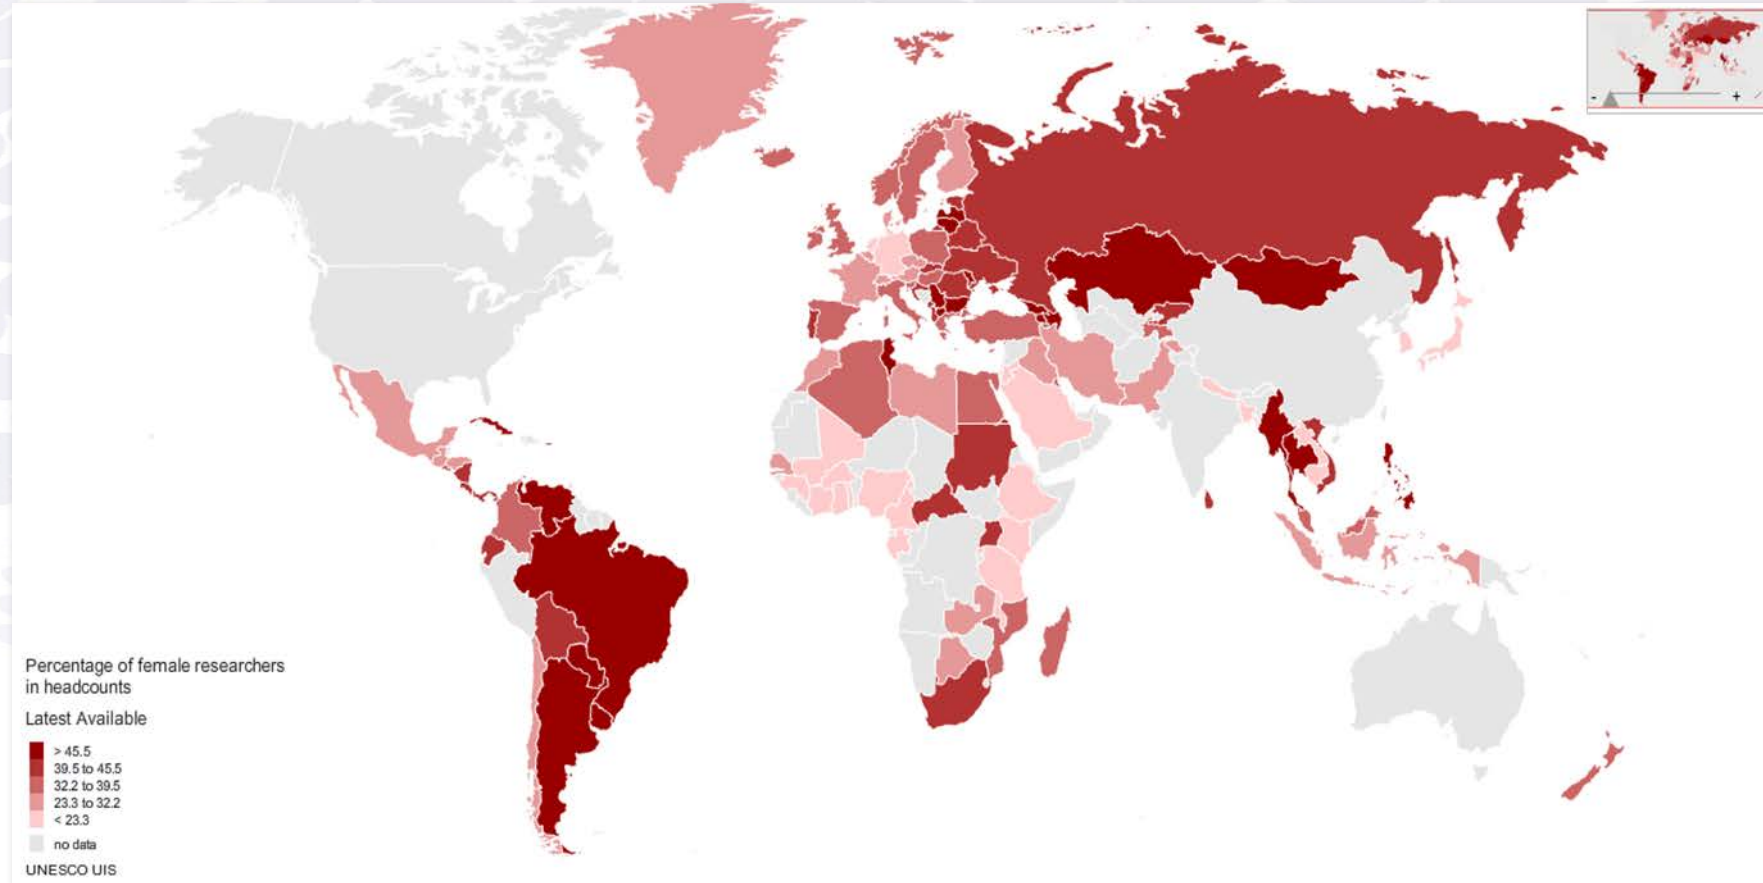 - +
Percentage of female researchers
in headcounts
Latest Available
> 45.5
39.5 to 45.5
32.2 to 39.5
23.3 to 32.2
< 23.3
no data
UNESCO UIS